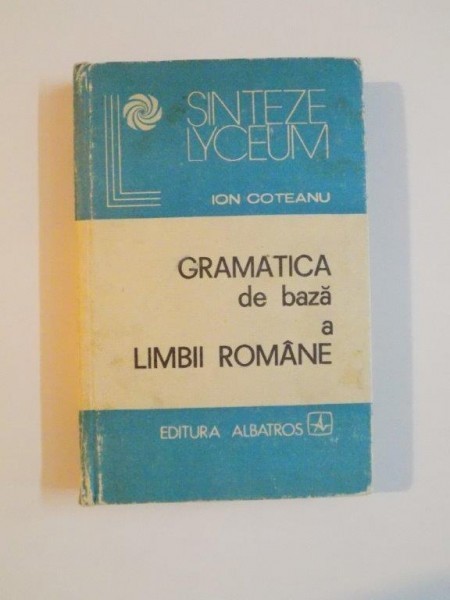 SINTEZE
LYCEUM
ION COTEANU
GRAMATICA
de bază
a
LIMBII ROMÂNE
EDITURA ALBATROS